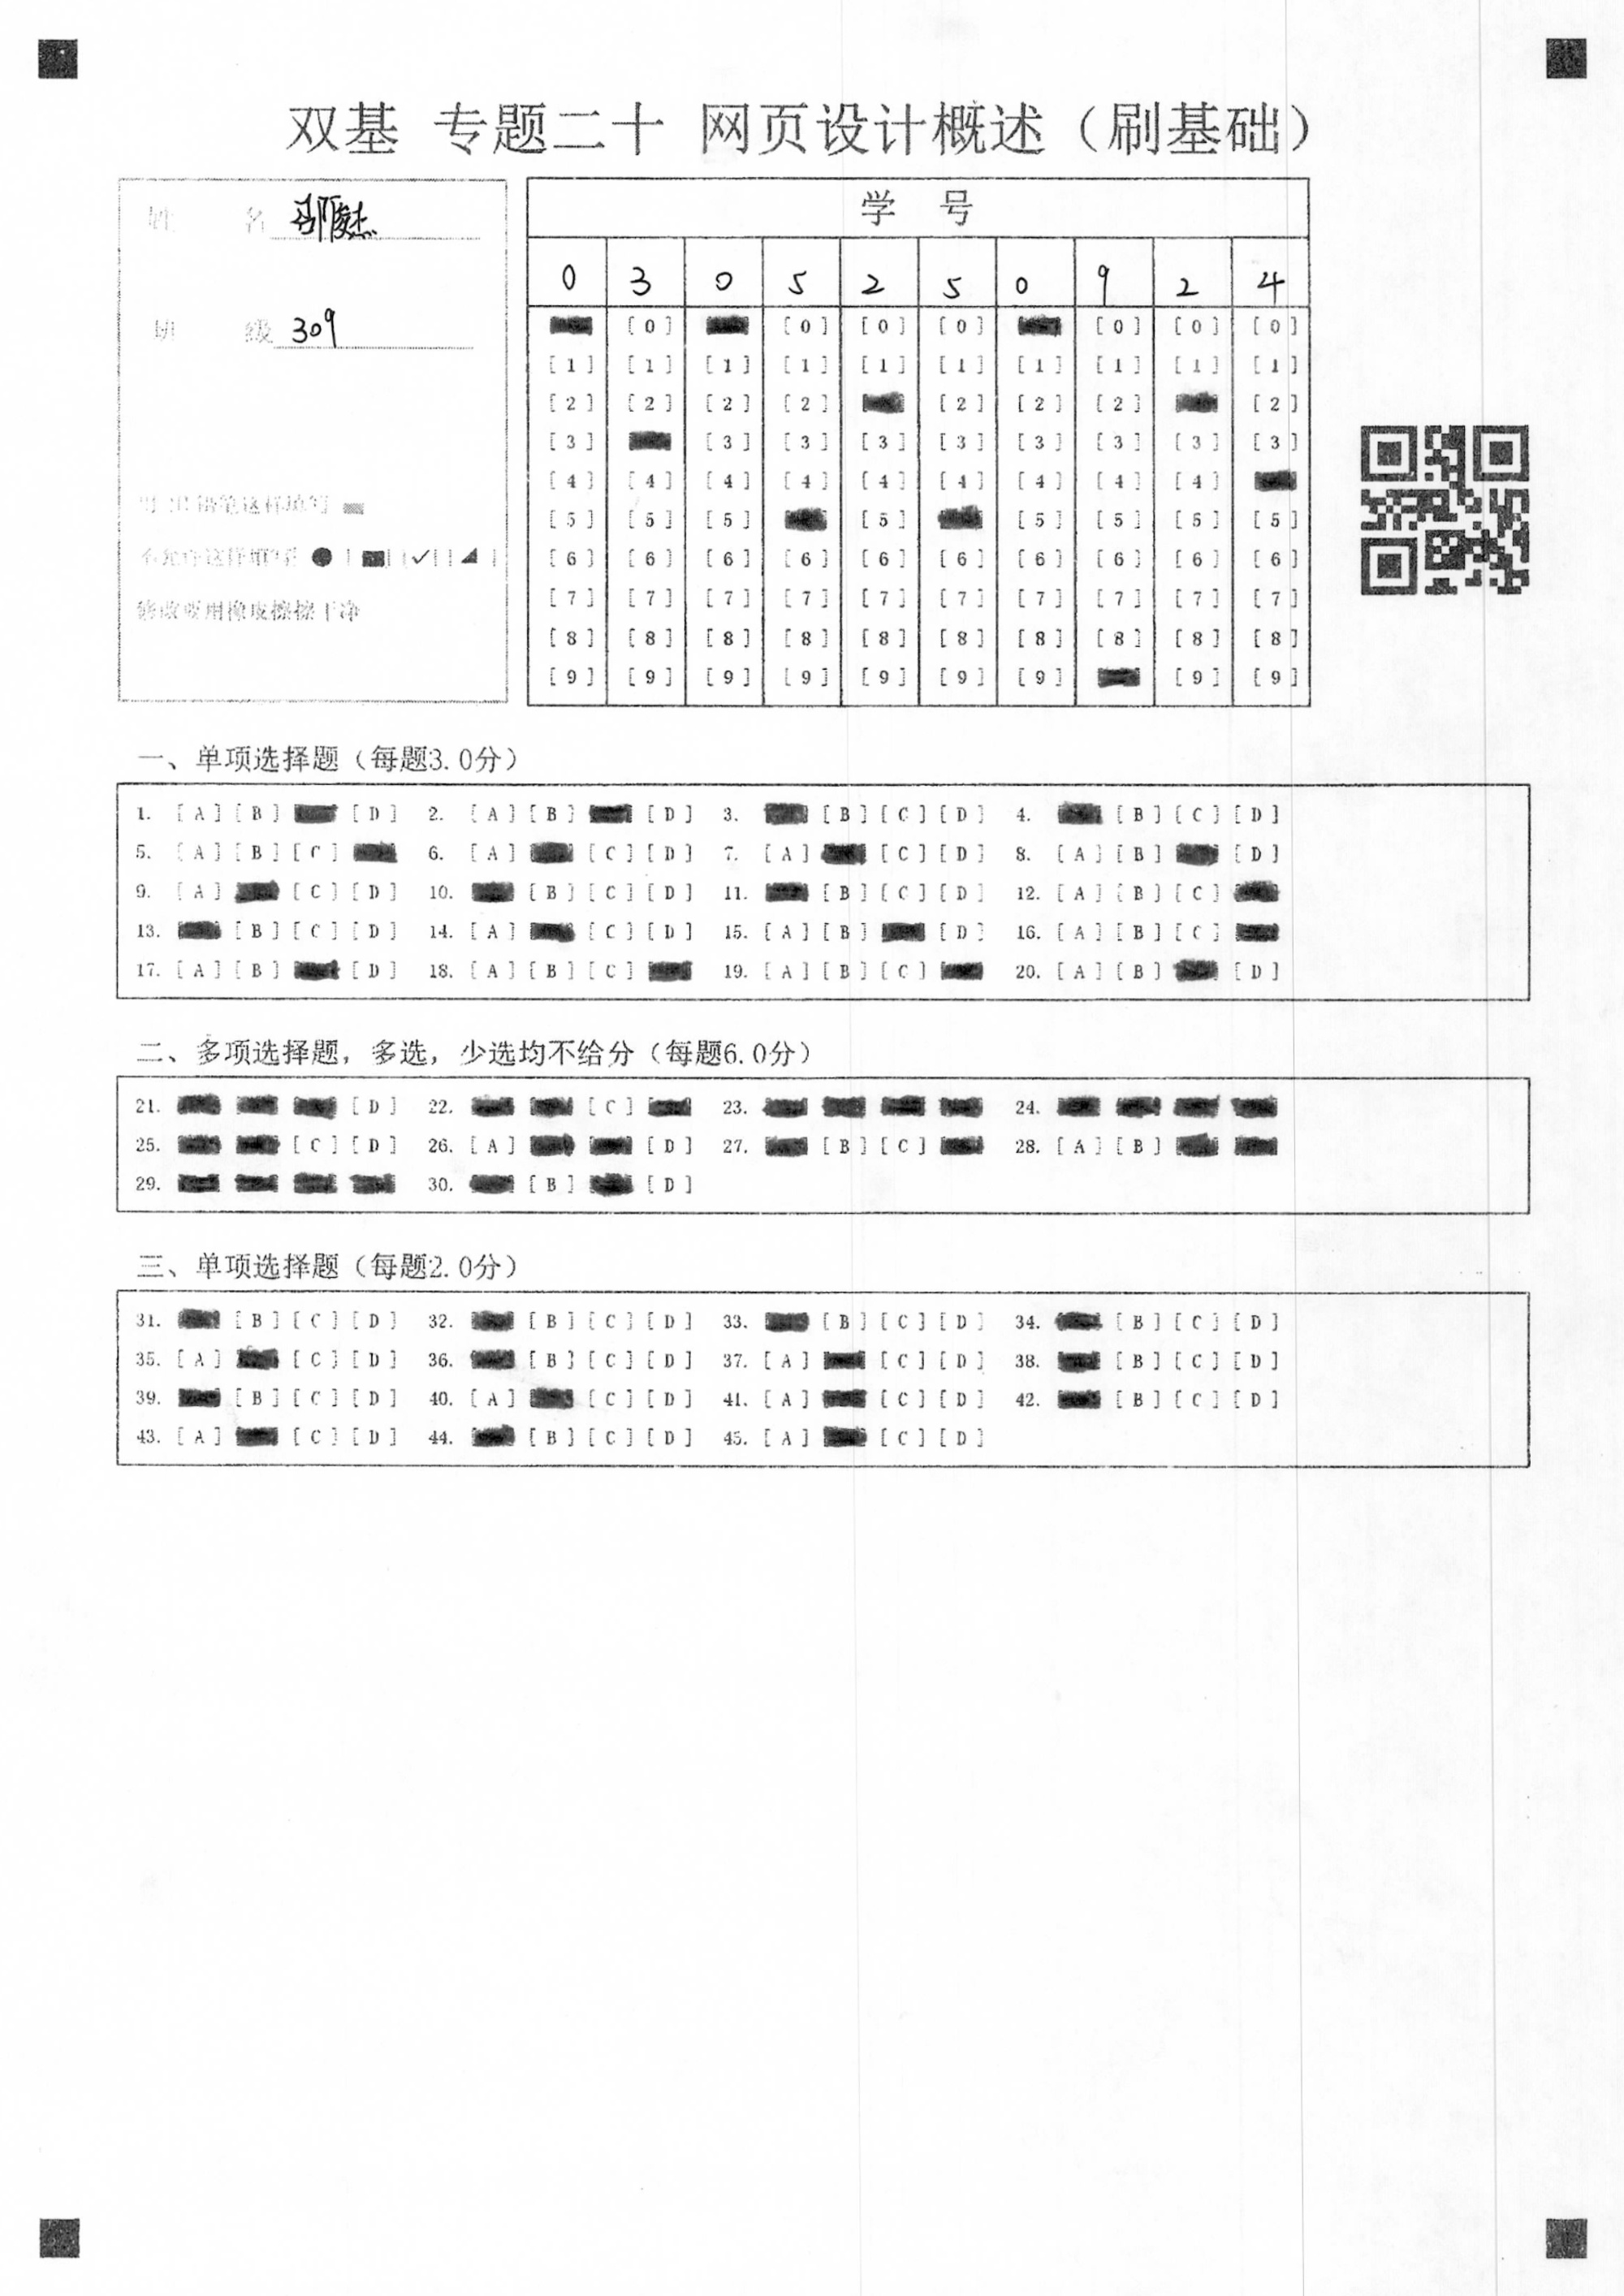 双基 专题二十 网页设计概述（刷基础）
姓 名
班 级 309
不允许这样填写
修改要用橡皮擦擦干净
学 号
0 3 0 5 2 5 0 9 2 4
[0] [0] [0] [0] [0] [0] [0]
[1] [1] [1] [1] [1] [1] [1] [1] [1] [1]
[2] [2] [2] [2] [2] [2] [2] [2]
[3] [3] [3] [3] [3] [3] [3] [3] [3]
[4] [4] [4] [4] [4] [4] [4] [4] [4]
[5] [5] [5] [5] [5] [5] [5] [5]
[6] [6] [6] [6] [6] [6] [6] [6] [6] [6]
[7] [7] [7] [7] [7] [7] [7] [7] [7] [7]
[8] [8] [8] [8] [8] [8] [8] [8] [8] [8]
[9] [9] [9] [9] [9] [9] [9] [9] [9]
一、单项选择题（每题3.0分）
1. [A] [B] [D] 2. [A] [B] [D] 3. [B] [C] [D] 4. [B] [C] [D]
5. [A] [B] [C] 6. [A] [C] [D] 7. [A] [C] [D] 8. [A] [B] [D]
9. [A] [C] [D] 10. [B] [C] [D] 11. [B] [C] [D] 12. [A] [B] [C]
13. [B] [C] [D] 14. [A] [C] [D] 15. [A] [B] [D] 16. [A] [B] [C]
17. [A] [B] [D] 18. [A] [B] [C] 19. [A] [B] [C] 20. [A] [B] [D]
二、多项选择题，多选，少选均不给分（每题6.0分）
21. [D] 22. [C] 23. 24.
25. [C] [D] 26. [A] [D] 27. [B] [C] 28. [A] [B]
29. 30. [B] [D]
三、单项选择题（每题2.0分）
31. [B] [C] [D] 32. [B] [C] [D] 33. [B] [C] [D] 34. [B] [C] [D]
35. [A] [C] [D] 36. [B] [C] [D] 37. [A] [C] [D] 38. [B] [C] [D]
39. [B] [C] [D] 40. [A] [C] [D] 41. [A] [C] [D] 42. [B] [C] [D]
43. [A] [C] [D] 44. [B] [C] [D] 45. [A] [C] [D]